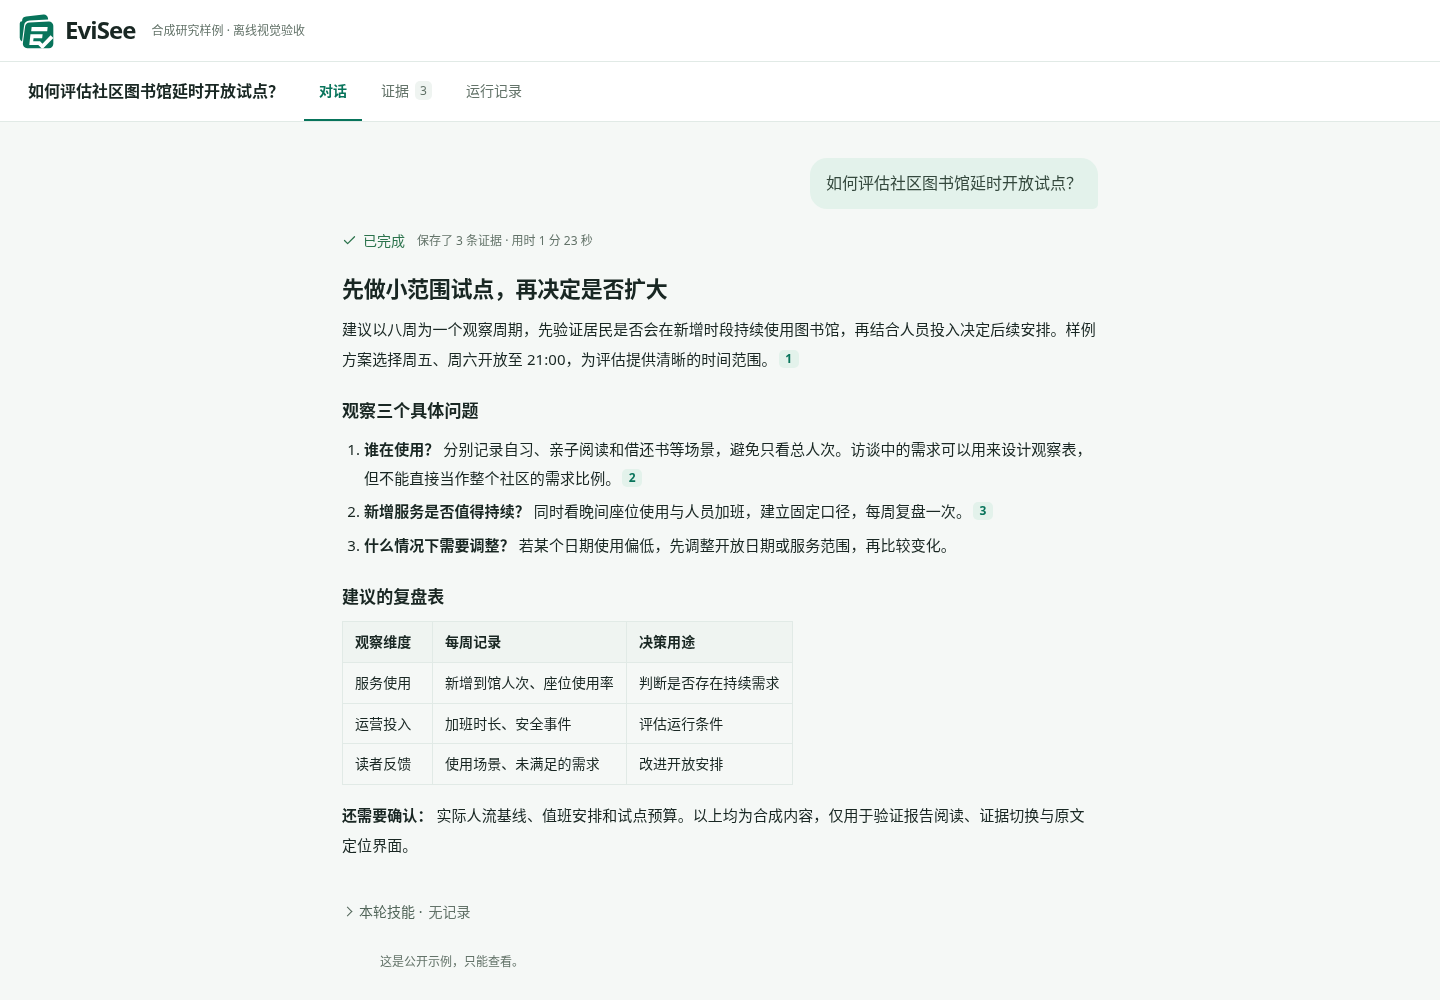 EviSee 合成研究样例 · 离线视觉验收
如何评估社区图书馆延时开放试点？ 对话 证据 3 运行记录
如何评估社区图书馆延时开放试点？
已完成 保存了 3 条证据 · 用时 1 分 23 秒
先做小范围试点，再决定是否扩大
建议以八周为一个观察周期，先验证居民是否会在新增时段持续使用图书馆，再结合人员投入决定后续安排。样例
方案选择周五、周六开放至 21:00，为评估提供清晰的时间范围。 1
观察三个具体问题
1. 谁在使用？ 分别记录自习、亲子阅读和借还书等场景，避免只看总人次。访谈中的需求可以用来设计观察表，
但不能直接当作整个社区的需求比例。 2
2. 新增服务是否值得持续？ 同时看晚间座位使用与人员加班，建立固定口径，每周复盘一次。 3
3. 什么情况下需要调整？ 若某个日期使用偏低，先调整开放日期或服务范围，再比较变化。
建议的复盘表
观察维度 每周记录 决策用途
服务使用 新增到馆人次、座位使用率 判断是否存在持续需求
运营投入 加班时长、安全事件 评估运行条件
读者反馈 使用场景、未满足的需求 改进开放安排
还需要确认： 实际人流基线、值班安排和试点预算。以上均为合成内容，仅用于验证报告阅读、证据切换与原文
定位界面。
本轮技能 · 无记录
这是公开示例，只能查看。